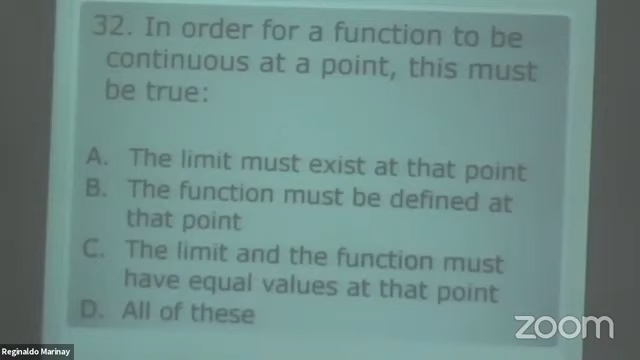 32. In order for a function to be
continuous at a point, this must
be true:
A. The limit must exist at that point
B. The function must be defined at
that point
C. The limit and the function must
have equal values at that point
D. All of these
zoom
Reginaldo Marinay